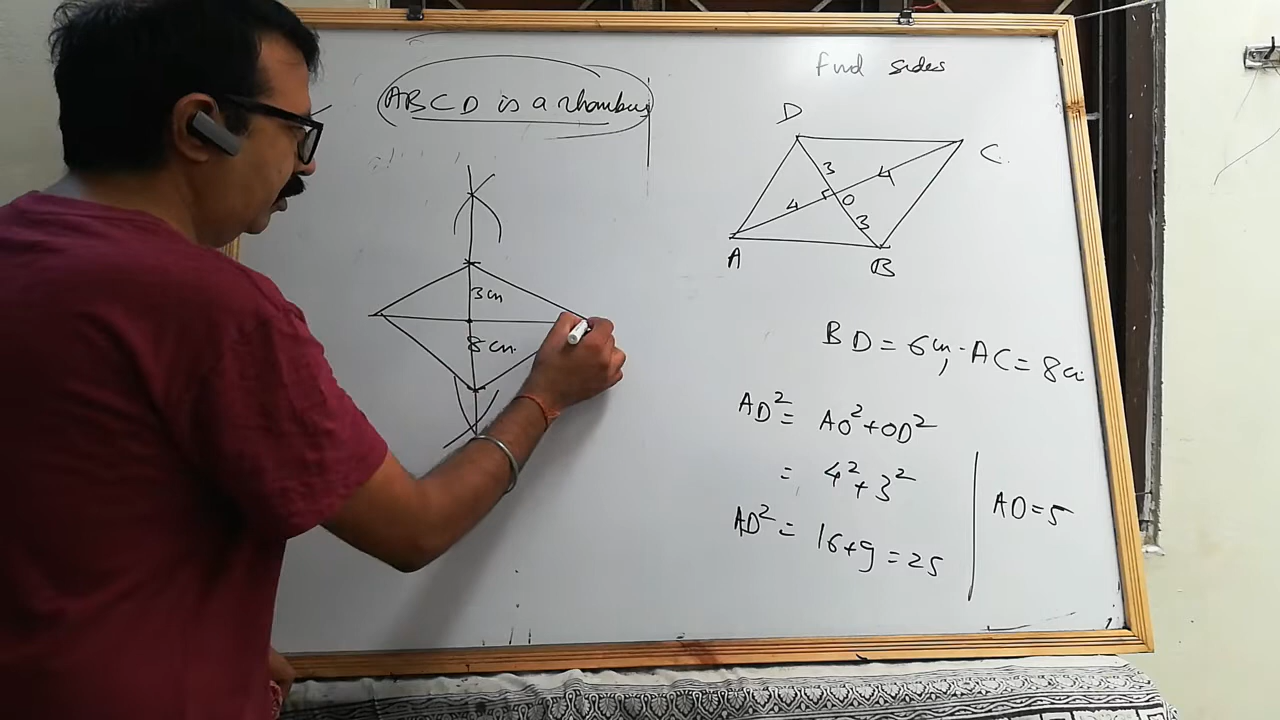 ABCD is a rhombus
3cm
8cm.
Find sides
D
C.
3
4
4
O
3
A
B
BD = 6cm, AC = 8cm
AD² = AO² + OD²
= 4² + 3²
AD² = 16 + 9 = 25
AD = 5